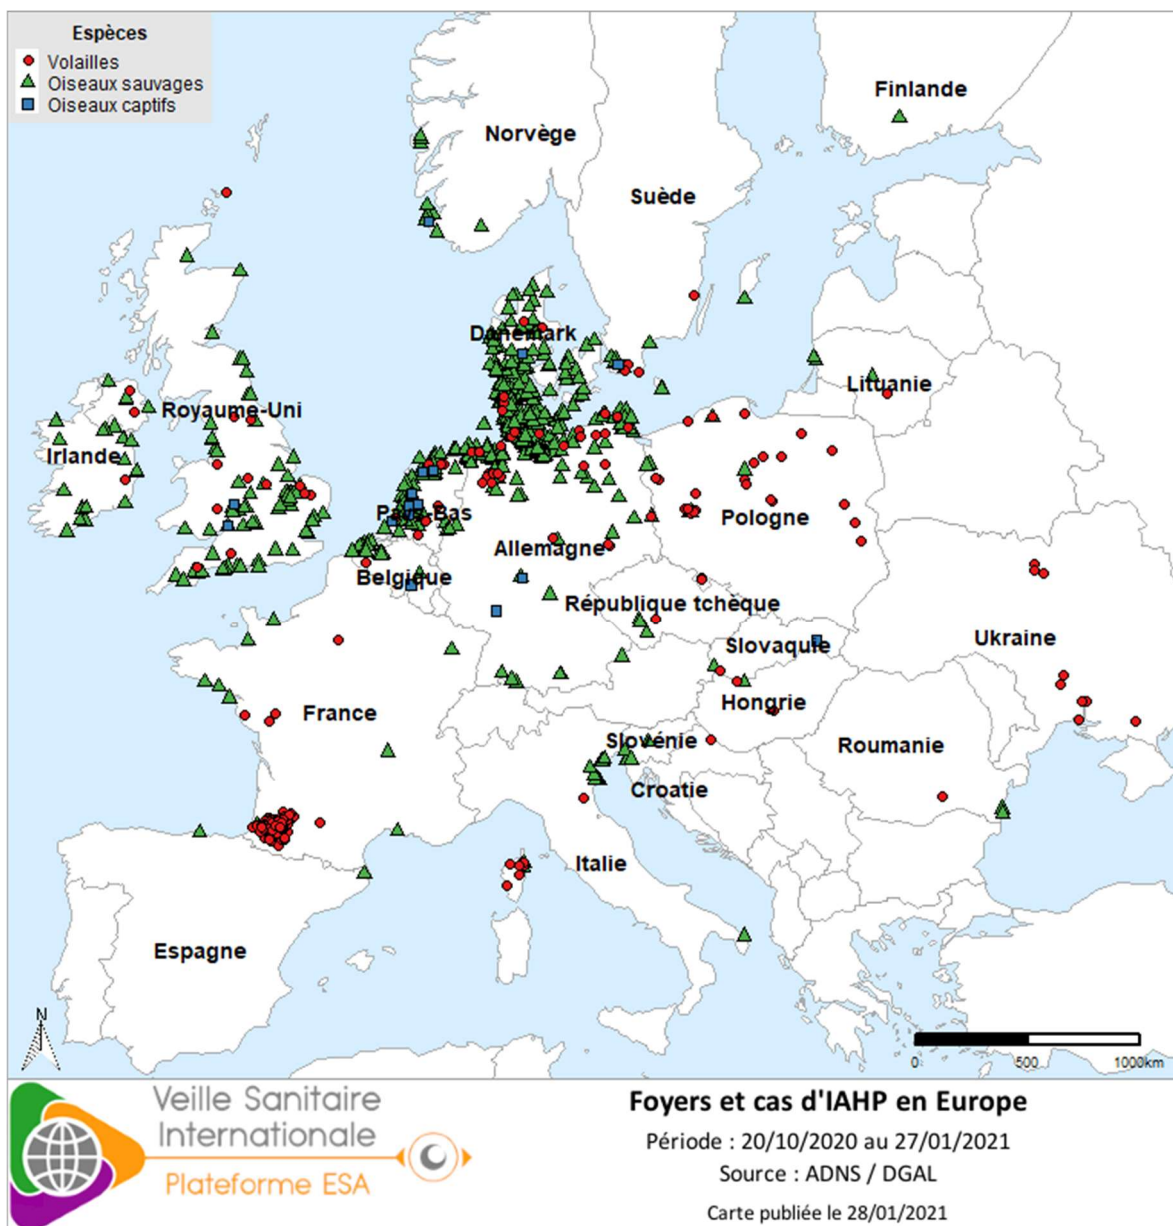 Espèces
Volailles
Oiseaux sauvages
Oiseaux captifs
Finlande
Norvège
Suède
Danemark
Lituanie
Royaume-Uni
Irlande
Pays-Bas
Pologne
Allemagne
Belgique
République tchèque
Slovaquie
Ukraine
Hongrie
France
Slovénie
Roumanie
Croatie
Italie
Espagne
N
0 500 1000km
Veille Sanitaire
Internationale
Plateforme ESA
Foyers et cas d'IAHP en Europe
Période : 20/10/2020 au 27/01/2021
Source : ADNS / DGAL
Carte publiée le 28/01/2021